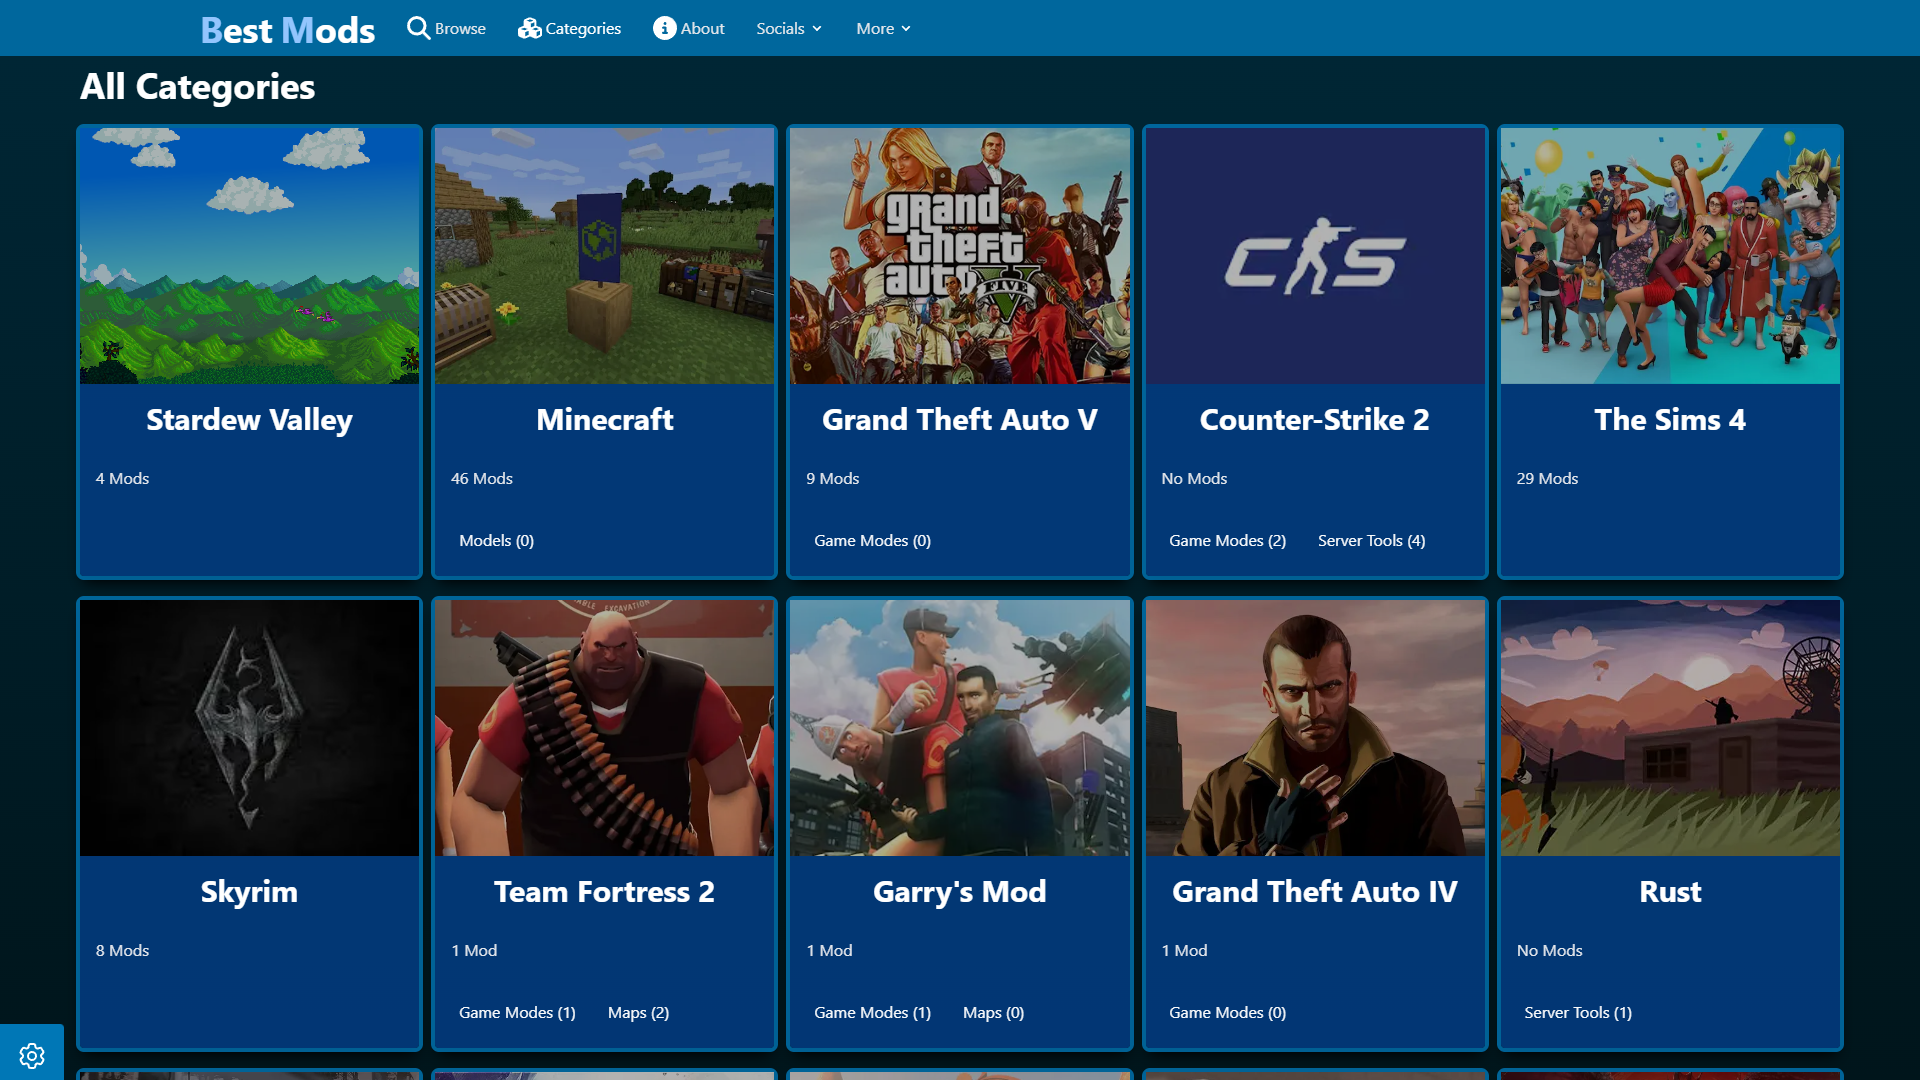 Best Mods Browse Categories About Socials More
All Categories
grand
theft
auto
FIVE
CS
Stardew Valley
Minecraft
Grand Theft Auto V
Counter-Strike 2
The Sims 4
4 Mods
46 Mods
9 Mods
No Mods
29 Mods
Models (0)
Game Modes (0)
Game Modes (2) Server Tools (4)
ABLE EXCAVATION
Skyrim
Team Fortress 2
Garry's Mod
Grand Theft Auto IV
Rust
8 Mods
1 Mod
1 Mod
1 Mod
No Mods
Game Modes (1) Maps (2)
Game Modes (1) Maps (0)
Game Modes (0)
Server Tools (1)